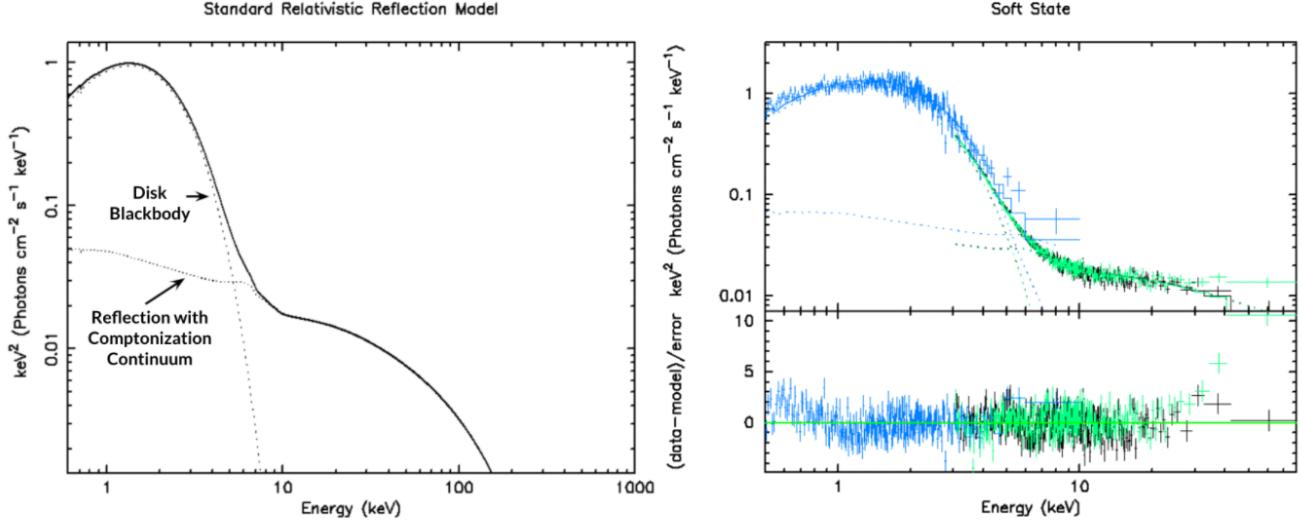 Standard Relativistic Reflection Model
keV² (Photons cm⁻² s⁻¹ keV⁻¹)
1
0.1
0.01
Disk
Blackbody
Reflection with
Comptonization
Continuum
1
10
100
1000
Energy (keV)
Soft State
keV² (Photons cm⁻² s⁻¹ keV⁻¹)
1
0.1
0.01
(data−model)/error
10
5
0
1
10
Energy (keV)